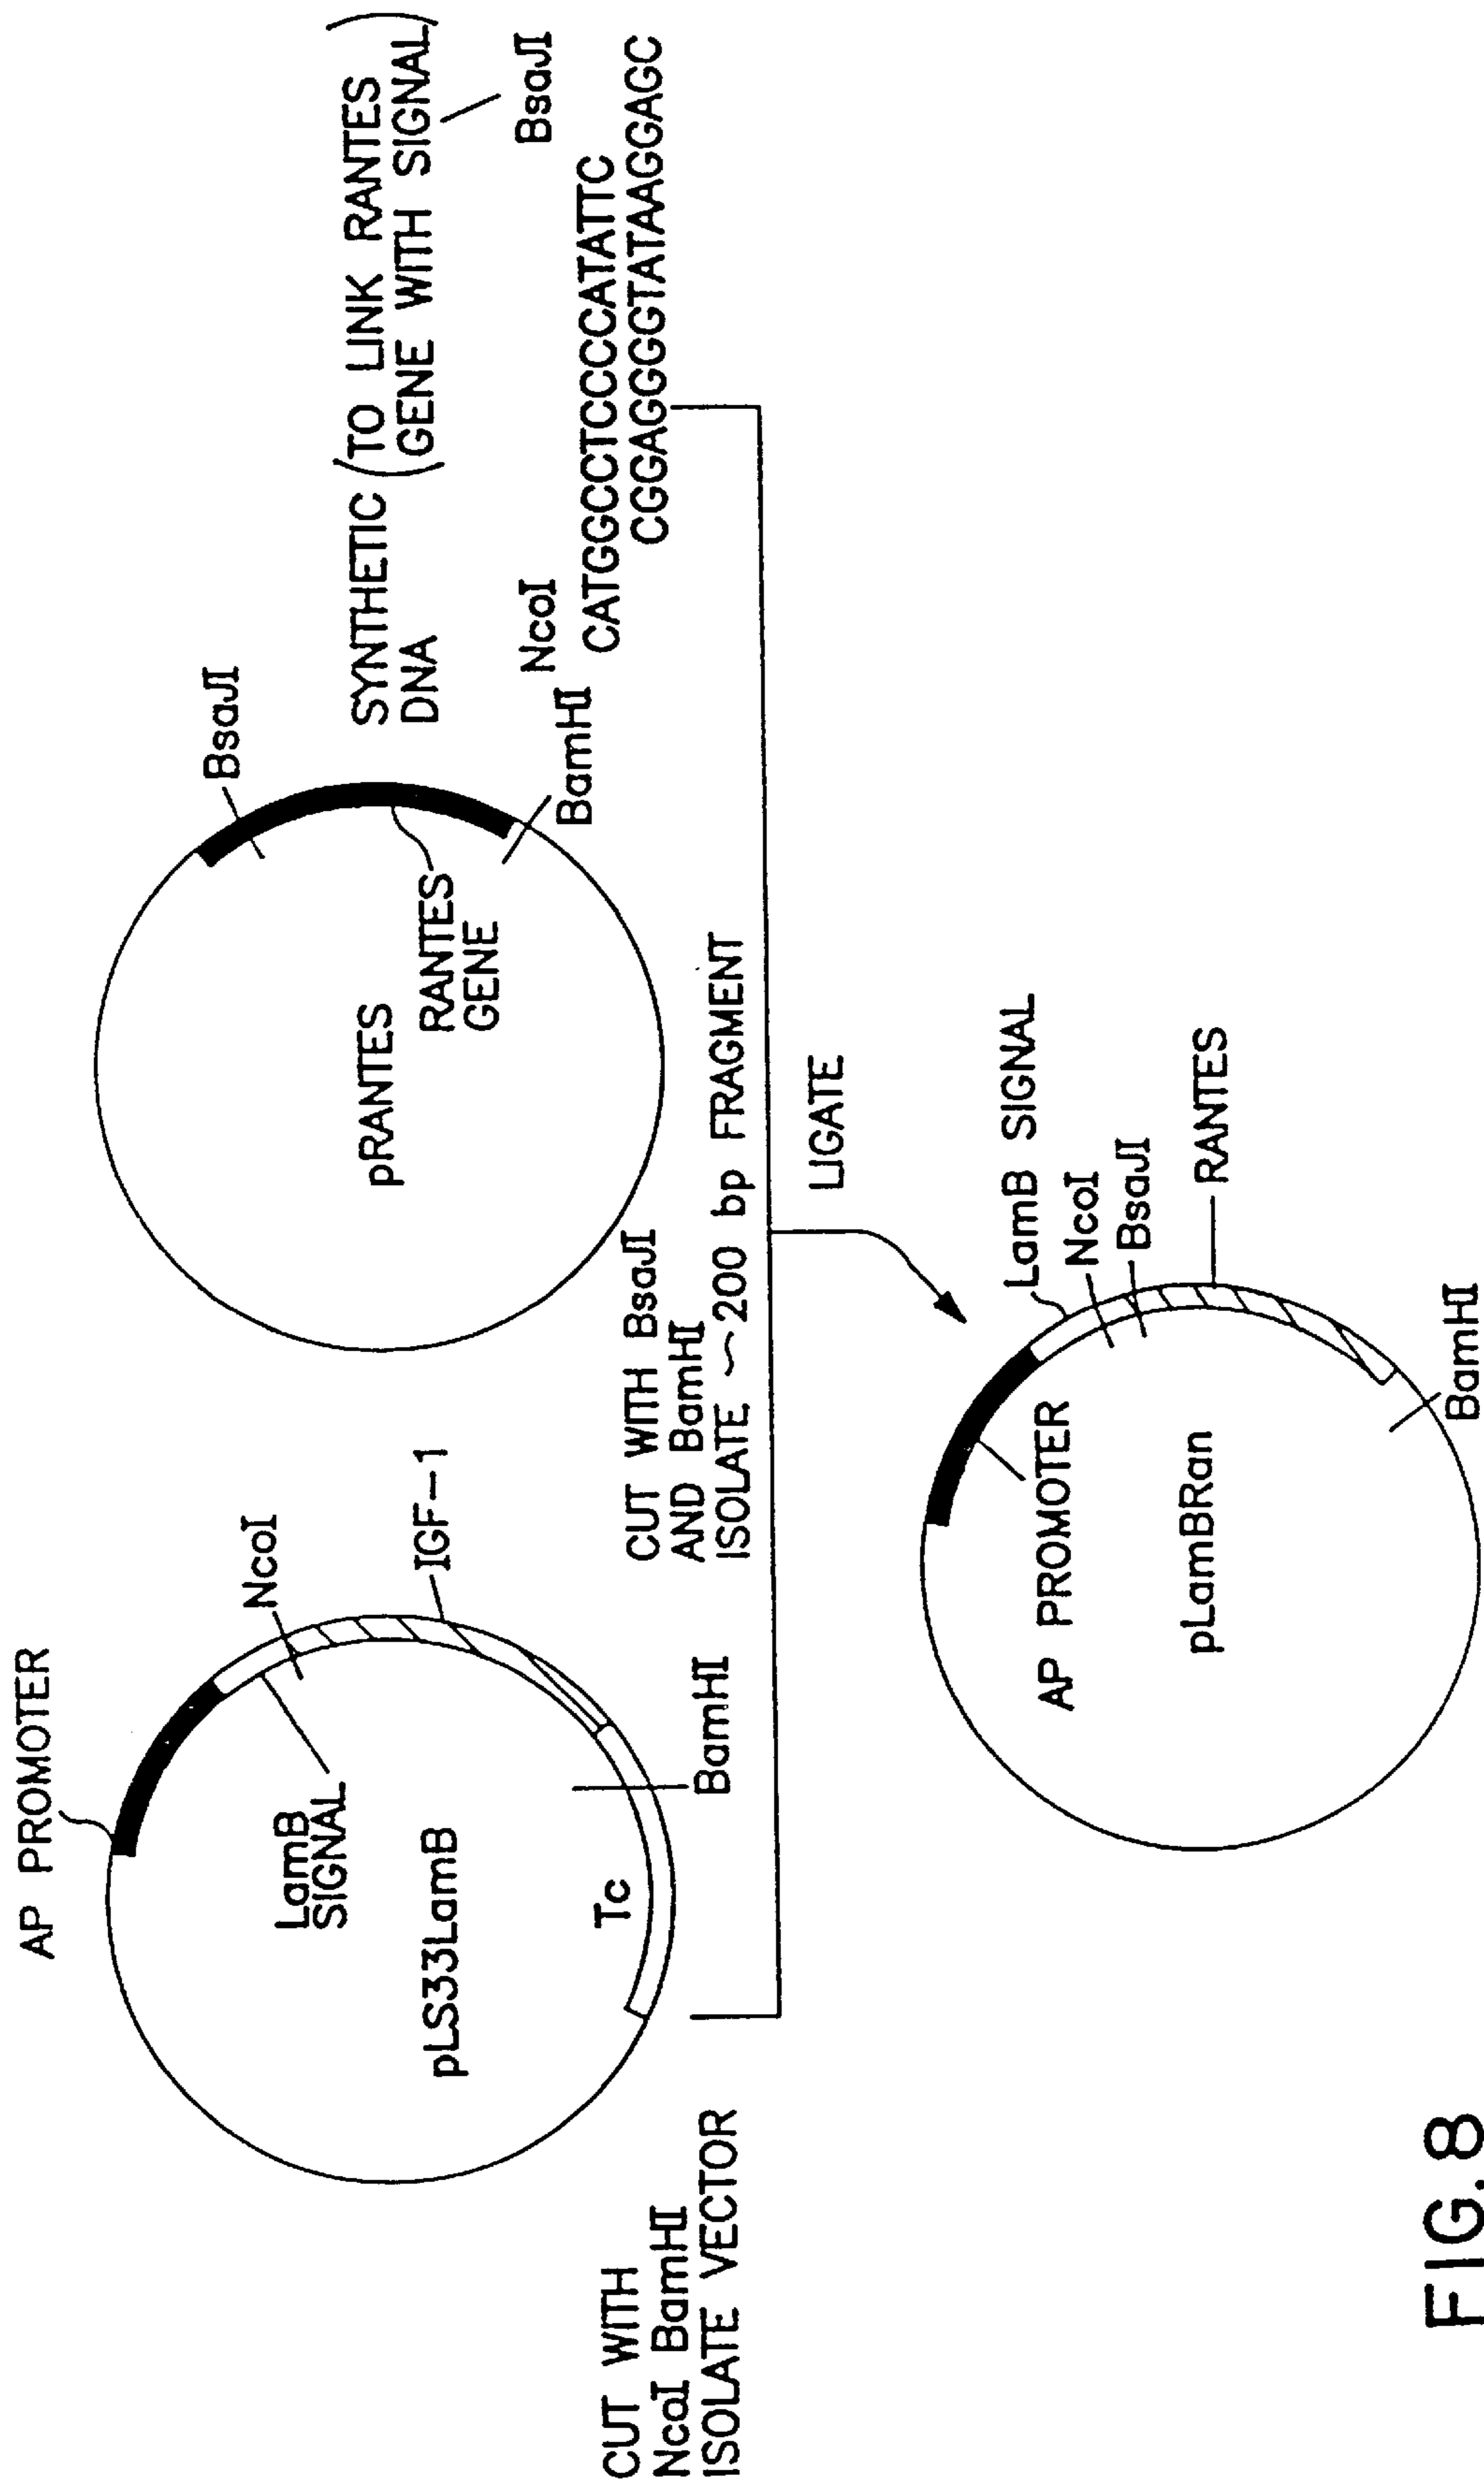 AP PROMOTER
NcoI
LamB
SIGNAL
IGF-1
pLS33LamB
Tc
BamHI
CUT WITH
NcoI BamHI
ISOLATE VECTOR
BsaJI
pRANTES
RANTES
GENE
BamHI
CUT WITH BsaJI
AND BamHI
ISOLATE ~200 bp FRAGMENT
SYNTHETIC (TO LINK RANTES
DNA GENE WITH SIGNAL)
NcoI BsaJI
CATGGCCTCCCCATATTC
CGGAGGGGTATAAGGAGC
LIGATE
LamB SIGNAL
NcoI
BsaJI
AP PROMOTER
RANTES
pLamBRan
BamHI
FIG. 8